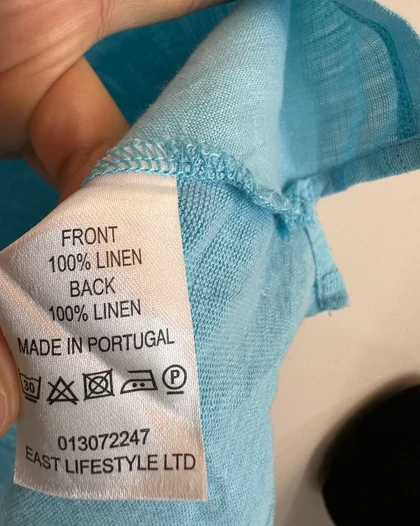 FRONT
100% LINEN
BACK
100% LINEN
MADE IN PORTUGAL
30 P
013072247
EAST LIFESTYLE LTD